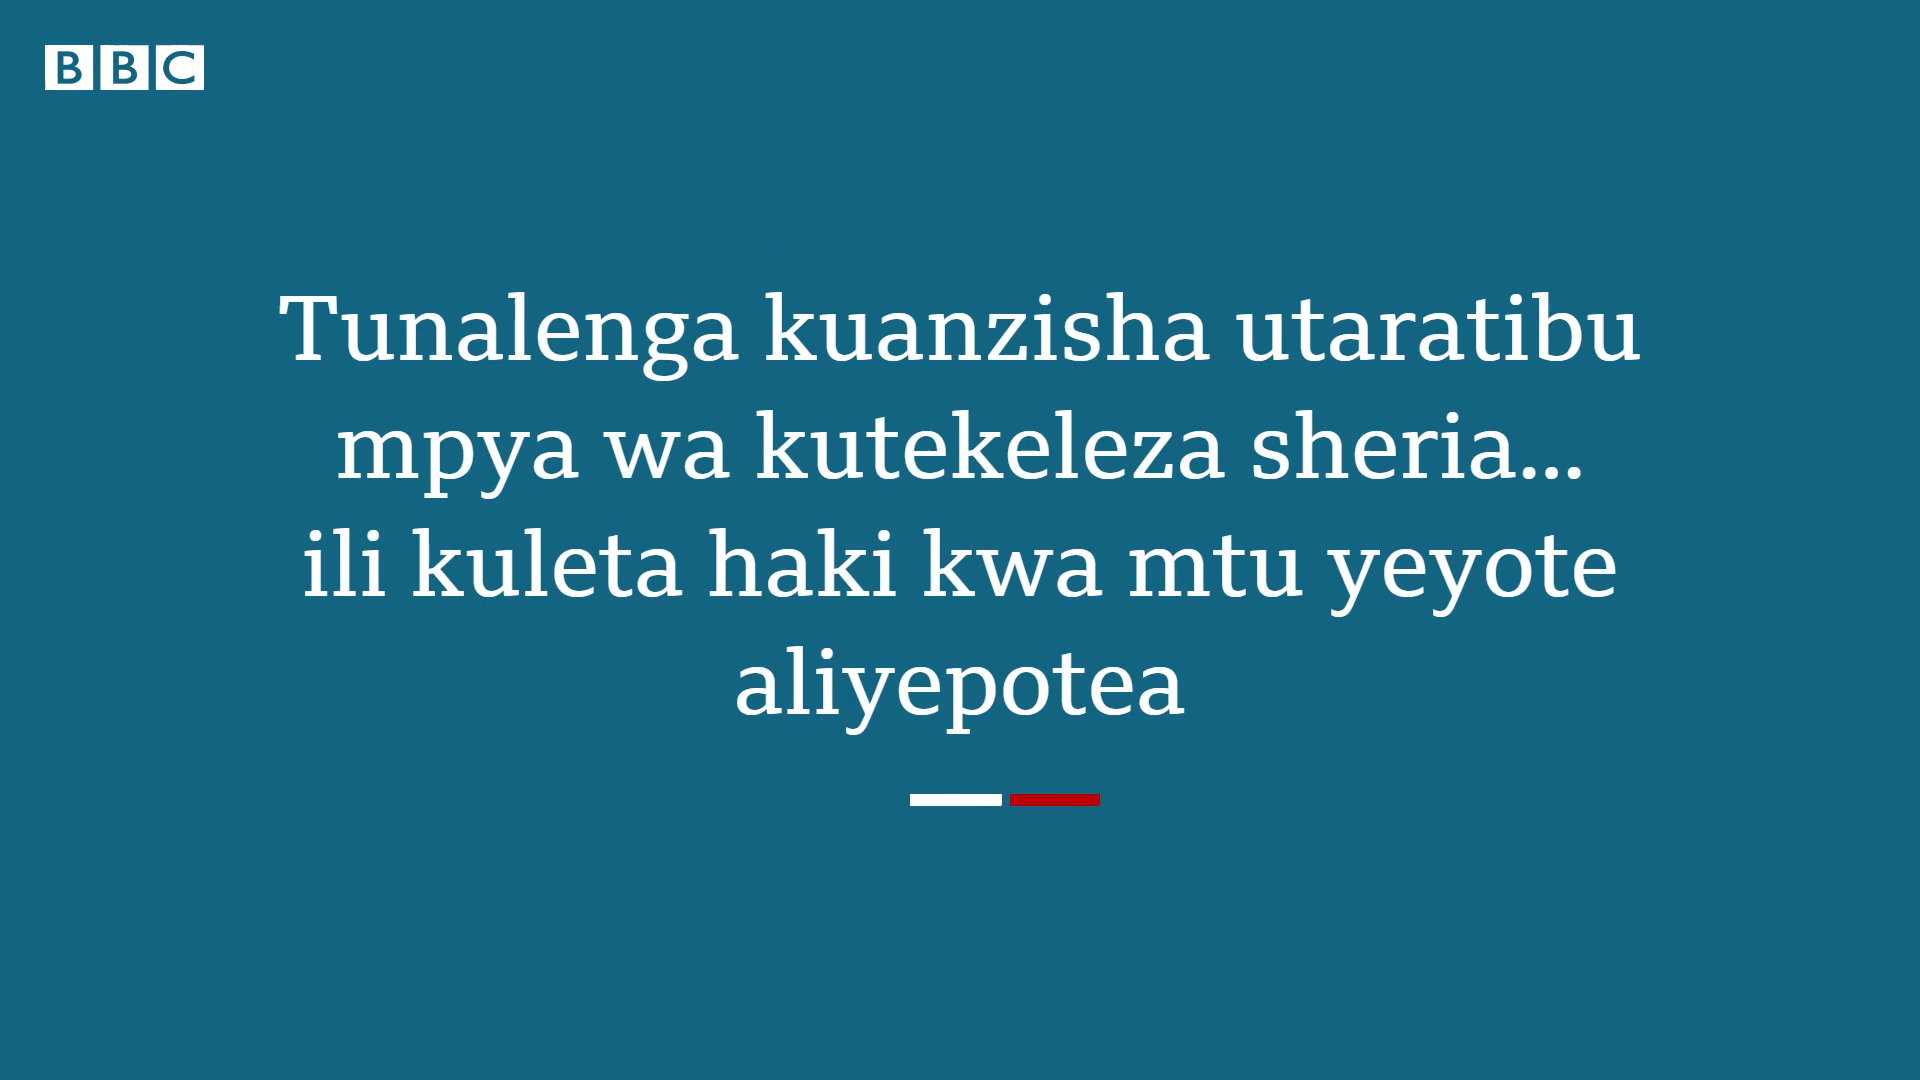 BBC
Tunalenga kuanzisha utaratibu
mpya wa kutekeleza sheria...
ili kuleta haki kwa mtu yeyote
aliyepotea